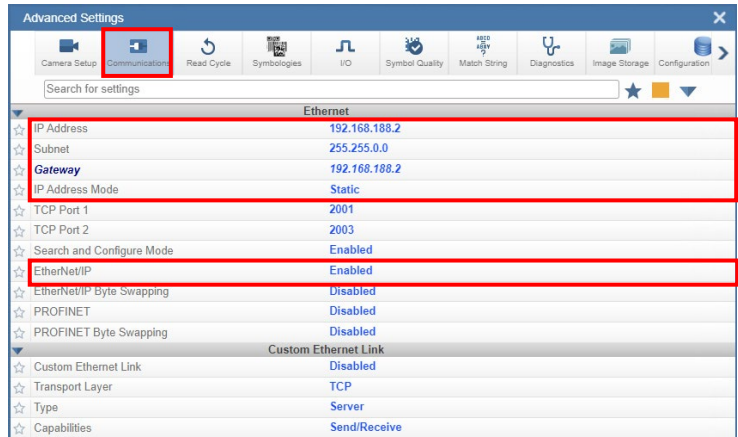 Advanced Settings
Camera Setup Communications Read Cycle Symbologies I/O Symbol Quality Match String Diagnostics Image Storage Configuration
Search for settings
Ethernet
IP Address 192.168.188.2
Subnet 255.255.0.0
Gateway 192.168.188.2
IP Address Mode Static
TCP Port 1 2001
TCP Port 2 2003
Search and Configure Mode Enabled
EtherNet/IP Enabled
EtherNet/IP Byte Swapping Disabled
PROFINET Disabled
PROFINET Byte Swapping Disabled
Custom Ethernet Link
Custom Ethernet Link Disabled
Transport Layer TCP
Type Server
Capabilities Send/Receive